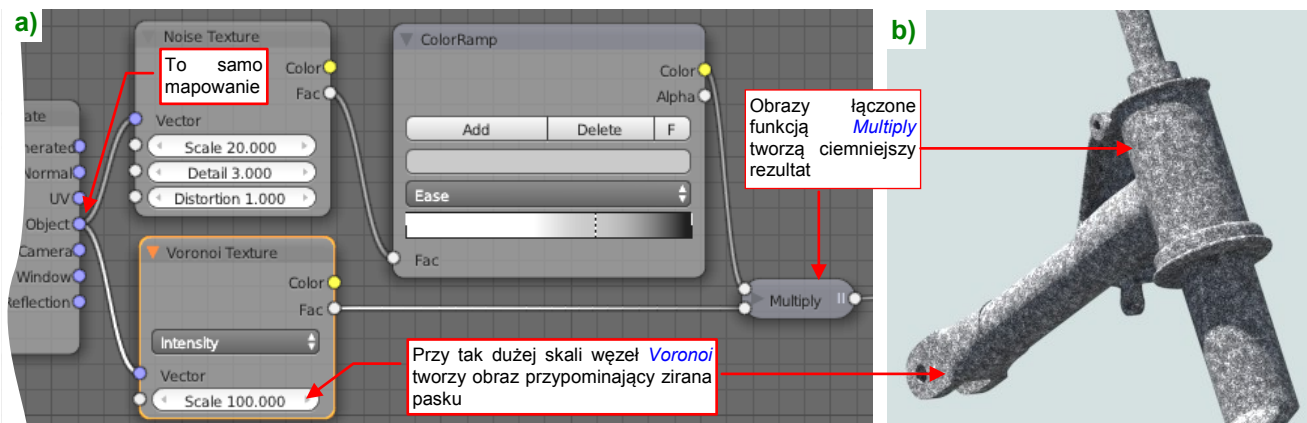 a)
Noise Texture
To samo
mapowanie
Color
Fac
Vector
Scale 20.000
Detail 3.000
Distortion 1.000
ColorRamp
Color
Alpha
Add Delete F
Ease
Fac
ate
nerated
Normal
UV
Object
Camera
Window
Reflection
Voronoi Texture
Color
Fac
Intensity
Vector
Scale 100.000
Multiply
Obrazy łączone
funkcją Multiply
tworzą ciemniejszy
rezultat
Przy tak dużej skali węzeł Voronoi
tworzy obraz przypominający zirana
pasku
b)